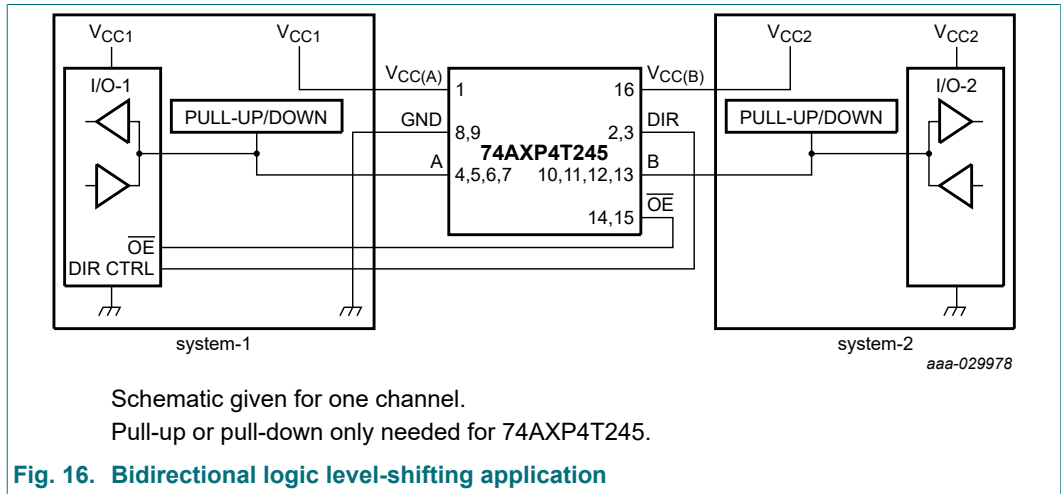 VCC1
VCC1
VCC2
VCC2
I/O-1
PULL-UP/DOWN
VCC(A)
1
16
VCC(B)
PULL-UP/DOWN
I/O-2
GND
8,9
2,3
DIR
74AXP4T245
A
4,5,6,7
10,11,12,13
B
14,15
OE
OE
DIR CTRL
system-1
system-2
aaa-029978
Schematic given for one channel.
Pull-up or pull-down only needed for 74AXP4T245.
Fig. 16. Bidirectional logic level-shifting application